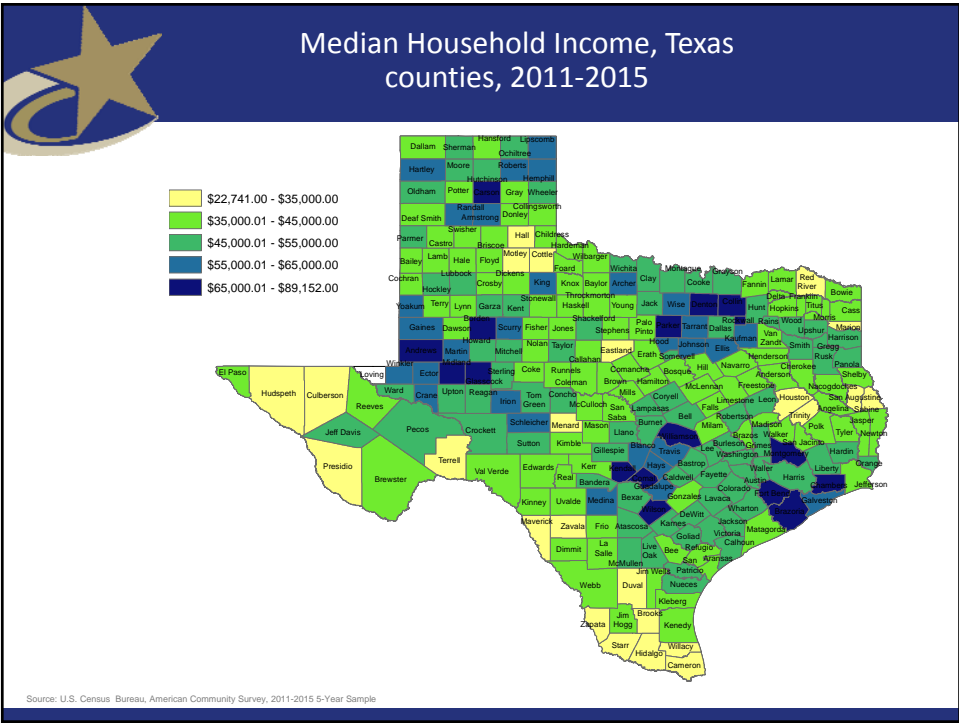 Median Household Income, Texas
counties, 2011-2015
$22,741.00 - $35,000.00
$35,000.01 - $45,000.00
$45,000.01 - $55,000.00
$55,000.01 - $65,000.00
$65,000.01 - $89,152.00
Dallam Sherman Hansford Ochiltree Lipscomb
Hartley Moore Hutchinson Roberts Hemphill
Oldham Potter Carson Gray Wheeler
Deaf Smith Randall Armstrong Donley Collingsworth
Parmer Castro Swisher Briscoe Hall Childress
Hardeman
Bailey Lamb Hale Floyd Motley Cottle Foard Wilbarger
Wichita Clay Montague Cooke Grayson Fannin Lamar Red River Bowie
Cochran Hockley Lubbock Crosby Dickens King Knox Baylor Archer
Delta Franklin Titus Morris Cass
Yoakum Terry Lynn Garza Kent Stonewall Haskell Throckmorton Young Jack Wise Denton Collin Hunt Hopkins
Rockwall Rains Wood Upshur Marion Harrison
Gaines Dawson Borden Scurry Fisher Jones Shackelford Stephens Palo Pinto Parker Tarrant Dallas Kaufman Van Zandt Smith Gregg
Andrews Martin Howard Mitchell Nolan Taylor Callahan Eastland Erath Hood Somervell Johnson Ellis Henderson Rusk Panola
Loving Winkler Ector Midland Glasscock Sterling Coke Runnels Coleman Brown Comanche Hamilton Bosque Hill Navarro Anderson Cherokee Shelby
El Paso Hudspeth Culberson Reeves Ward Crane Upton Reagan Irion Tom Green Concho McCulloch San Saba Mills Lampasas Coryell McLennan Limestone Freestone Nacogdoches San Augustine Sabine
Jeff Davis Pecos Crockett Schleicher Menard Mason Llano Burnet Bell Falls Robertson Leon Houston Trinity Angelina Polk Jasper Tyler Newton
Presidio Brewster Terrell Sutton Kimble Gillespie Blanco Williamson Travis Milam Lee Burleson Brazos Madison Grimes Walker San Jacinto Montgomery Hardin Orange
Val Verde Edwards Real Kerr Bandera Kendall Comal Hays Guadalupe Caldwell Bastrop Fayette Washington Austin Waller Harris Liberty Chambers Jefferson
Kinney Uvalde Medina Bexar Wilson Gonzales Lavaca Colorado Wharton Fort Bend Brazoria Galveston
Maverick Zavala Frio Atascosa Karnes DeWitt Goliad Victoria Jackson Calhoun Matagorda
Dimmit La Salle McMullen Live Oak Bee Refugio San Patricio Aransas
Webb Duval Jim Wells Nueces Kleberg
Zapata Jim Hogg Brooks Kenedy
Starr Hidalgo Willacy Cameron
Source: U.S. Census Bureau, American Community Survey, 2011-2015 5-Year Sample